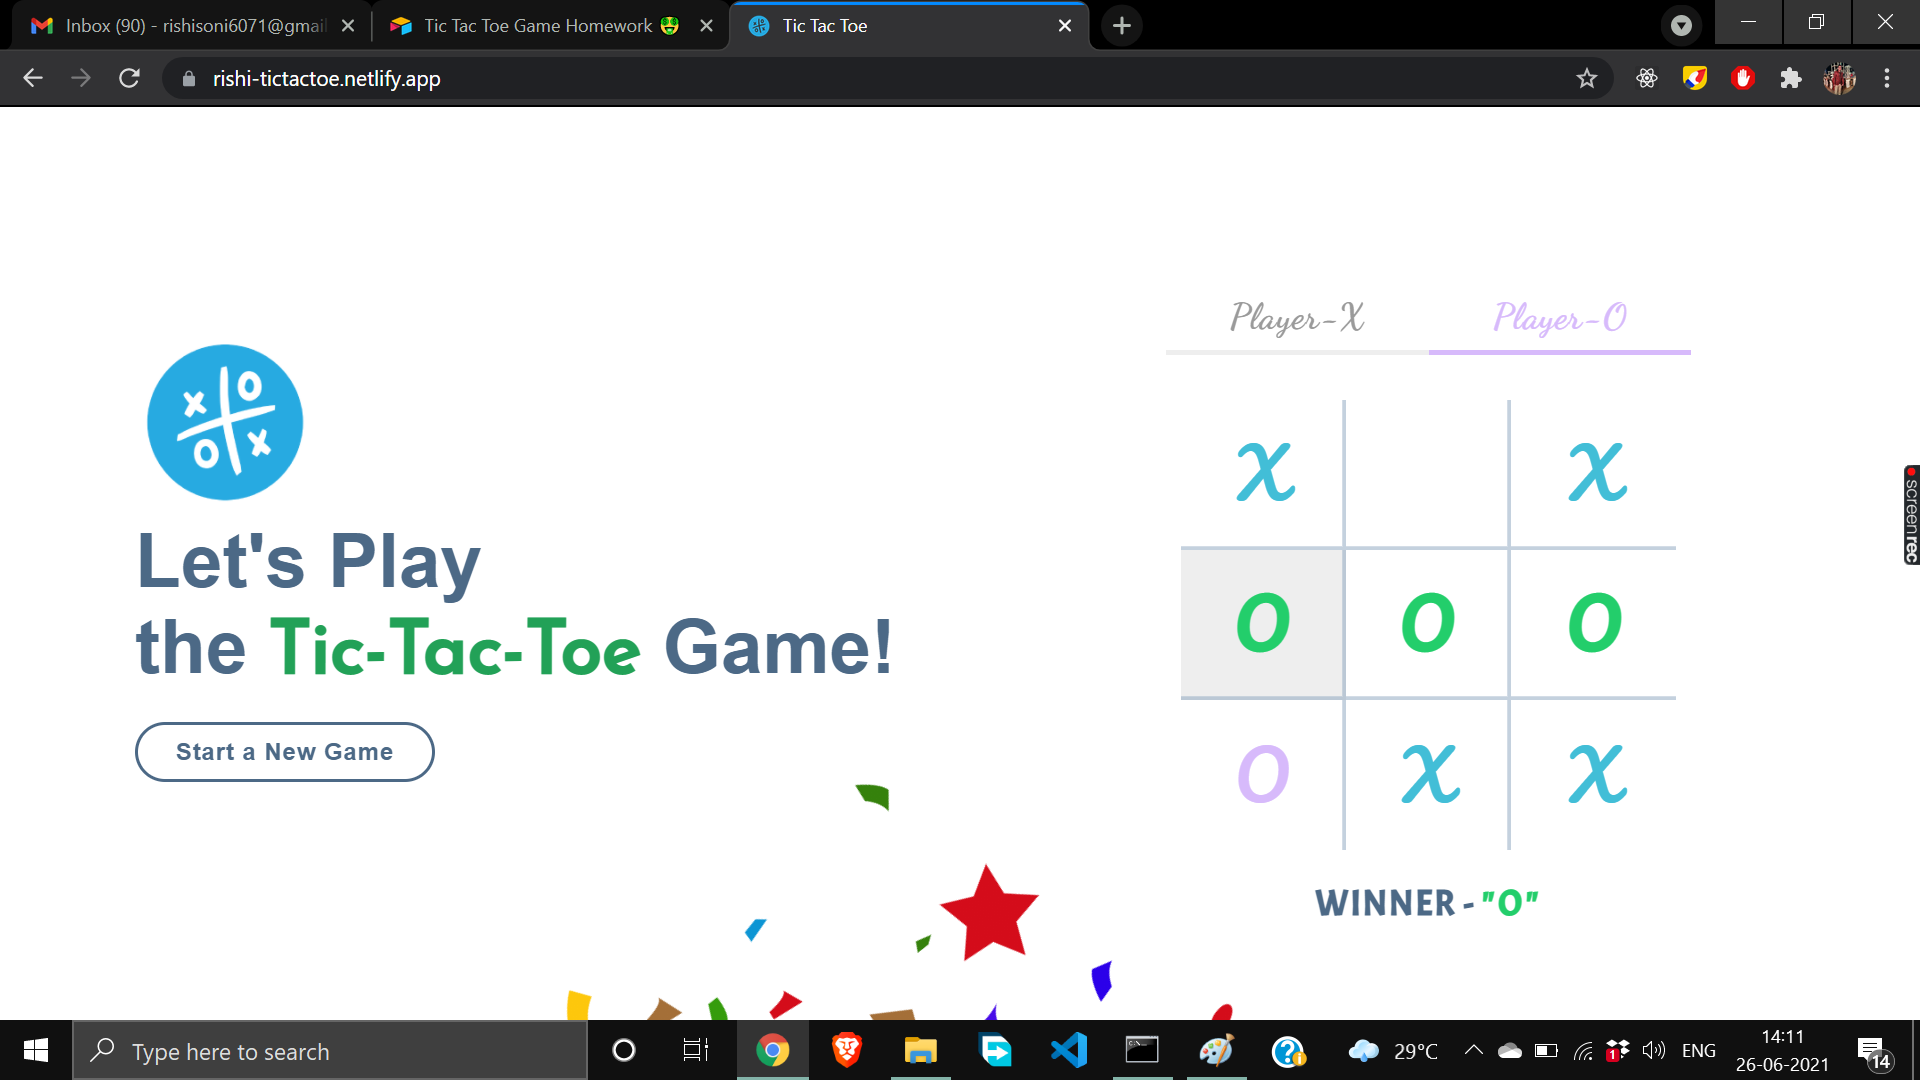 Inbox (90) - rishisoni6071@gmai
Tic Tac Toe Game Homework 🤑
Tic Tac Toe
rishi-tictactoe.netlify.app
Player-X
Player-O
X X
O O O
O X X
WINNER - "O"
Let's Play
the Tic-Tac-Toe Game!
Start a New Game
screenrec
Type here to search
29°C
1
ENG
14:11
26-06-2021
14